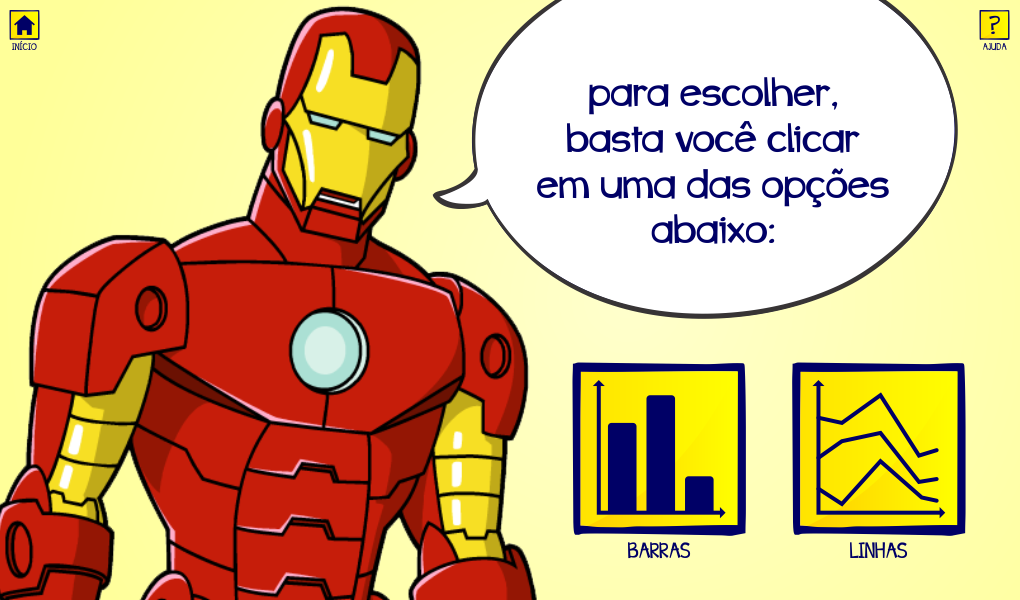 INÍCIO
?
AJUDA
para escolher,
basta você clicar
em uma das opções
abaixo:
BARRAS
LINHAS